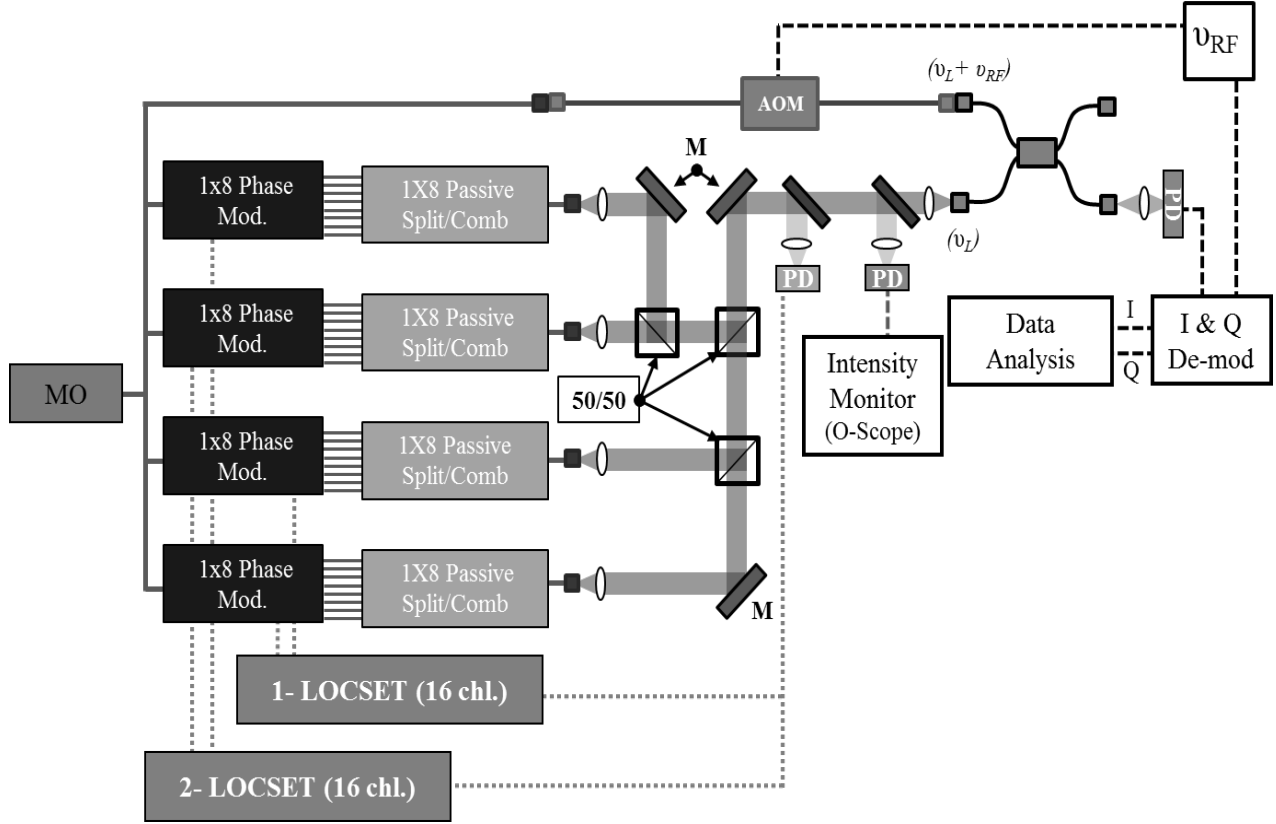 υRF
(υL+ υRF)
AOM
M
1x8 Phase
Mod.
1X8 Passive
Split/Comb
(υL)
PD
PD
PD
1x8 Phase
Mod.
1X8 Passive
Split/Comb
Data
Analysis
I
Q
I & Q
De-mod
Intensity
Monitor
(O-Scope)
MO
50/50
1x8 Phase
Mod.
1X8 Passive
Split/Comb
1x8 Phase
Mod.
1X8 Passive
Split/Comb
M
1- LOCSET (16 chl.)
2- LOCSET (16 chl.)